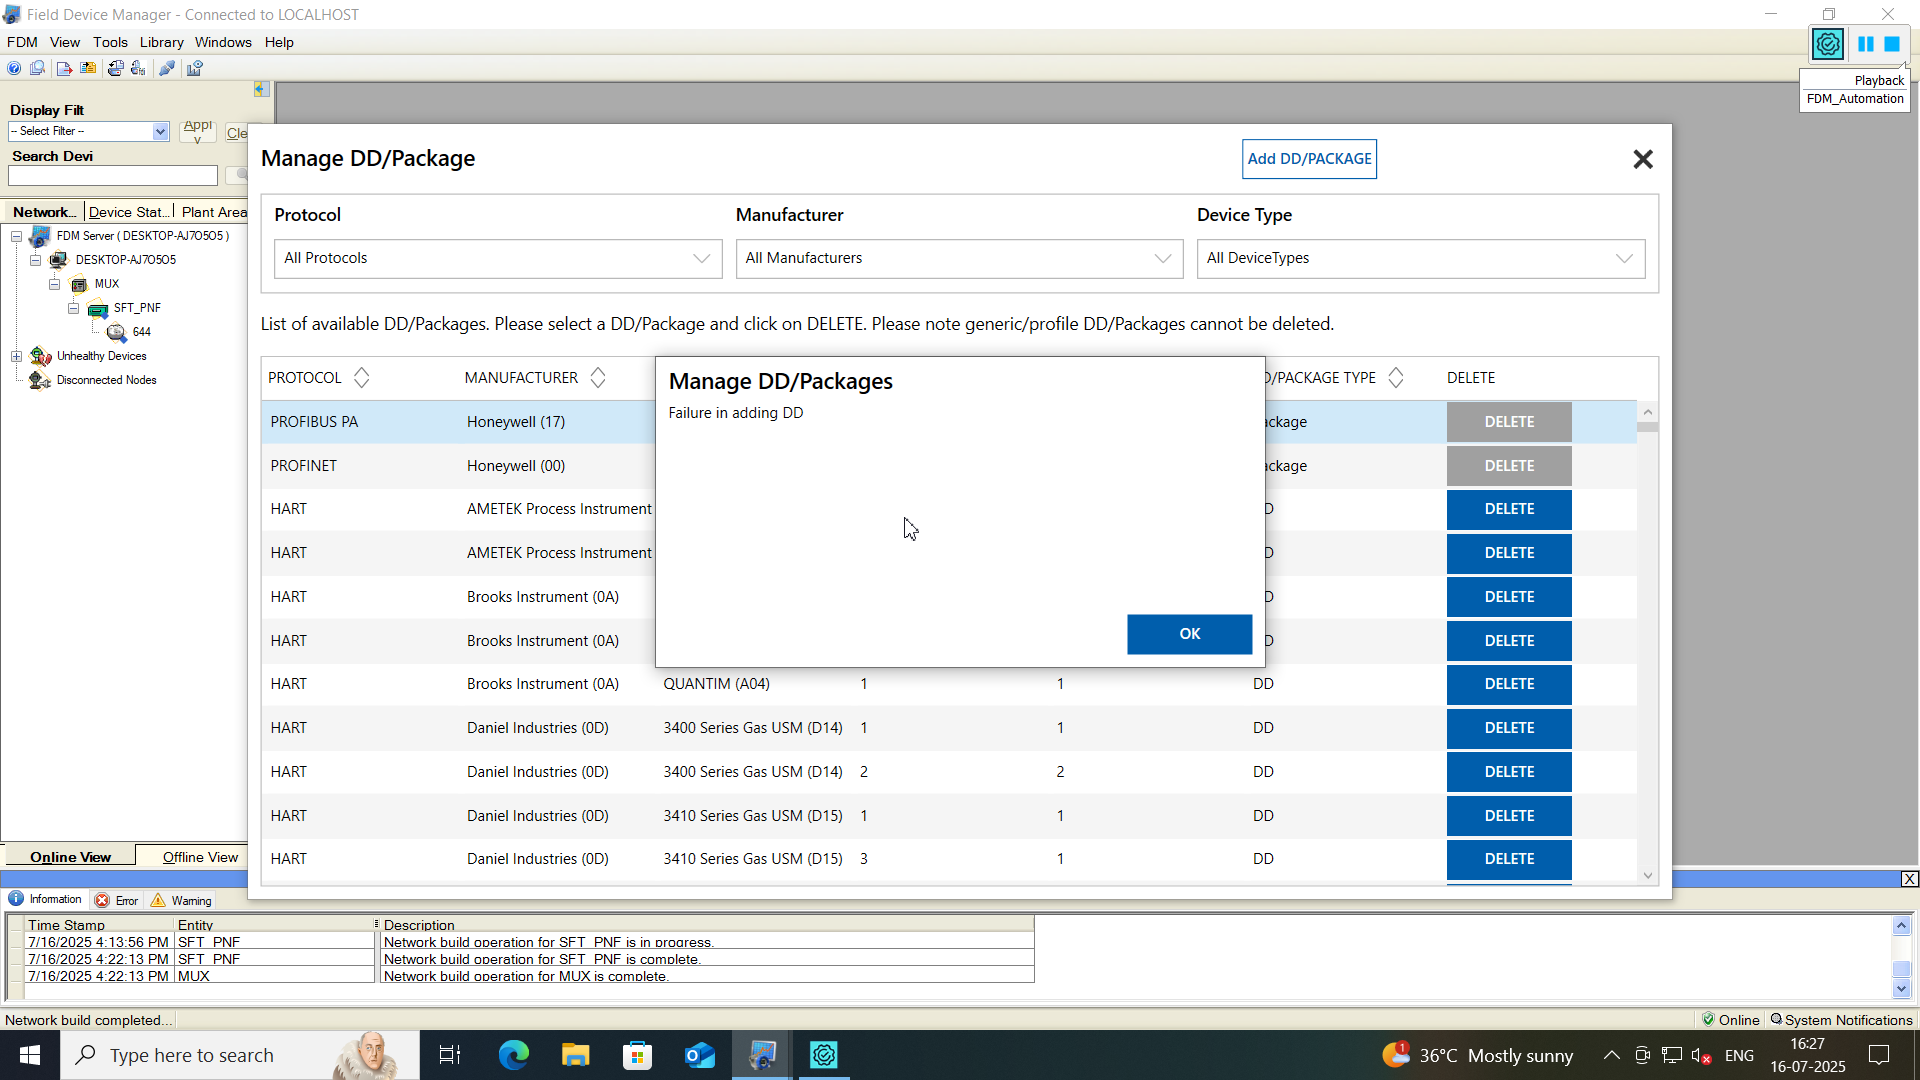 Field Device Manager - Connected to LOCALHOST
FDM View Tools Library Windows Help
Playback
FDM_Automation
Display Filt
-- Select Filter --
Appl
y
Cle
Search Devi
Network... Device Stat... Plant Area
FDM Server ( DESKTOP-AJ7O5O5 )
DESKTOP-AJ7O5O5
MUX
SFT_PNF
644
Unhealthy Devices
Disconnected Nodes
Online View Offline View
Manage DD/Package
Add DD/PACKAGE
Protocol Manufacturer Device Type
All Protocols All Manufacturers All DeviceTypes
List of available DD/Packages. Please select a DD/Package and click on DELETE. Please note generic/profile DD/Packages cannot be deleted.
PROTOCOL MANUFACTURER D/PACKAGE TYPE DELETE
PROFIBUS PA Honeywell (17) ackage DELETE
PROFINET Honeywell (00) ackage DELETE
HART AMETEK Process Instrument D DELETE
HART AMETEK Process Instrument D DELETE
HART Brooks Instrument (0A) D DELETE
HART Brooks Instrument (0A) D DELETE
HART Brooks Instrument (0A) QUANTIM (A04) 1 1 DD DELETE
HART Daniel Industries (0D) 3400 Series Gas USM (D14) 1 1 DD DELETE
HART Daniel Industries (0D) 3400 Series Gas USM (D14) 2 2 DD DELETE
HART Daniel Industries (0D) 3410 Series Gas USM (D15) 1 1 DD DELETE
HART Daniel Industries (0D) 3410 Series Gas USM (D15) 3 1 DD DELETE
Manage DD/Packages
Failure in adding DD
OK
Information Error Warning
X
Time Stamp Entity Description
7/16/2025 4:13:56 PM SFT_PNF Network build operation for SFT_PNF is in progress.
7/16/2025 4:22:13 PM SFT_PNF Network build operation for SFT_PNF is complete.
7/16/2025 4:22:13 PM MUX Network build operation for MUX is complete.
Network build completed... Online System Notifications
Type here to search
1
36°C Mostly sunny
ENG
16:27
16-07-2025